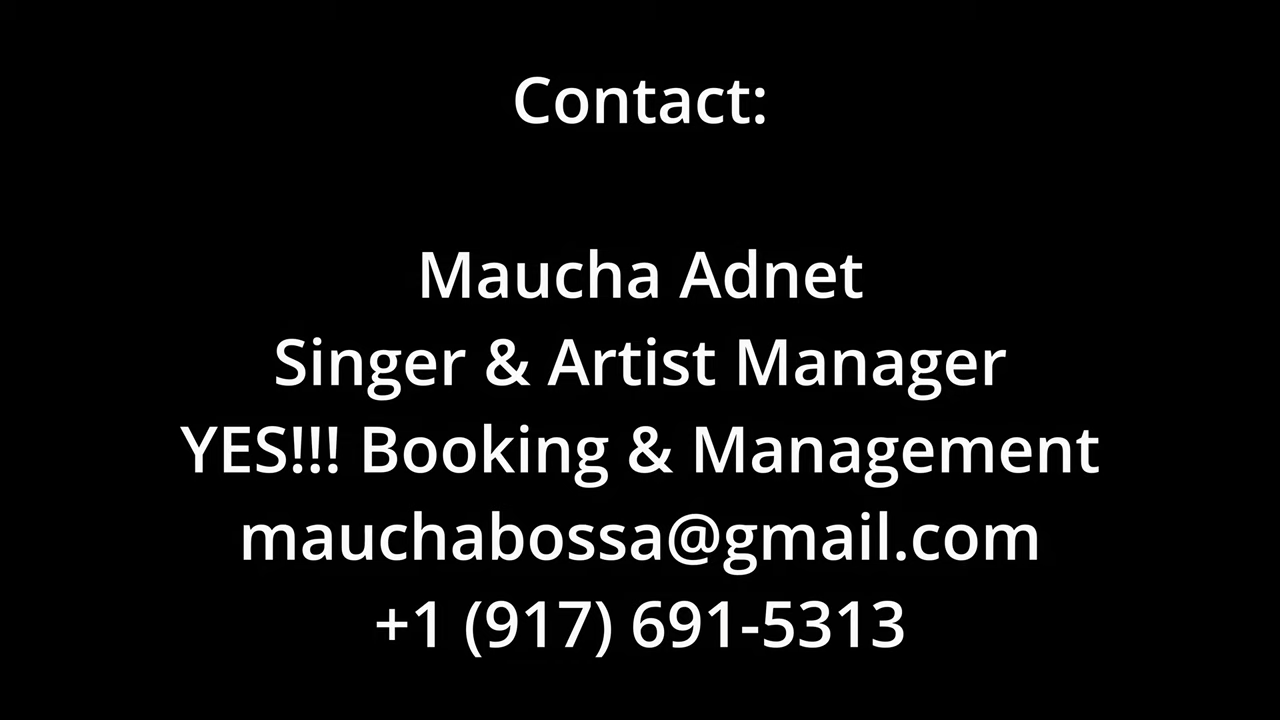 Contact:
Maucha Adnet
Singer & Artist Manager
YES!!! Booking & Management
mauchabossa@gmail.com
+1 (917) 691-5313